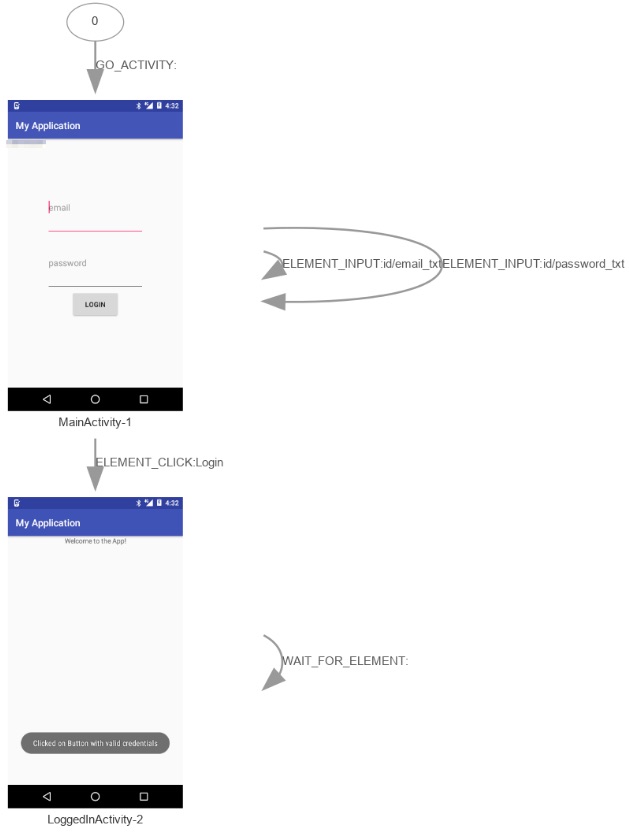 0
GO_ACTIVITY:
4:32
My Application
email
password
LOGIN
ELEMENT_INPUT:id/email_txt
ELEMENT_INPUT:id/password_txt
MainActivity-1
ELEMENT_CLICK:Login
4:32
My Application
Welcome to the App!
WAIT_FOR_ELEMENT:
Clicked on Button with valid credentials
LoggedInActivity-2